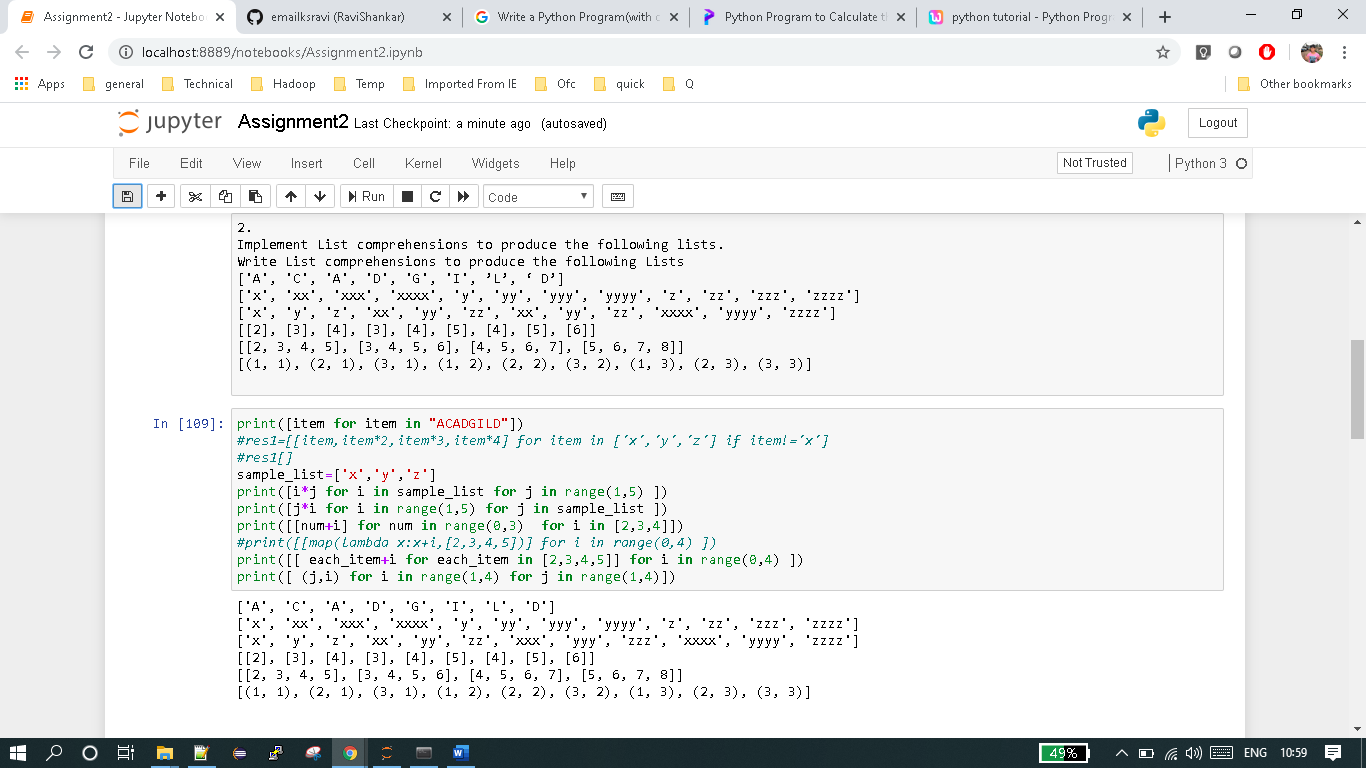 Assignment2 - Jupyter Notebo
emailksravi (RaviShankar)
Write a Python Program(with c
Python Program to Calculate th
python tutorial - Python Progr
localhost:8889/notebooks/Assignment2.ipynb
Apps general Technical Hadoop Temp Imported From IE Ofc quick Q Other bookmarks
jupyter Assignment2 Last Checkpoint: a minute ago (autosaved) Logout
File Edit View Insert Cell Kernel Widgets Help Not Trusted Python 3
Run Code
2.
Implement List comprehensions to produce the following lists.
Write List comprehensions to produce the following Lists
['A', 'C', 'A', 'D', 'G', 'I', ’L’, ‘ D’]
['x', 'xx', 'xxx', 'xxxx', 'y', 'yy', 'yyy', 'yyyy', 'z', 'zz', 'zzz', 'zzzz']
['x', 'y', 'z', 'xx', 'yy', 'zz', 'xx', 'yy', 'zz', 'xxxx', 'yyyy', 'zzzz']
[[2], [3], [4], [3], [4], [5], [4], [5], [6]]
[[2, 3, 4, 5], [3, 4, 5, 6], [4, 5, 6, 7], [5, 6, 7, 8]]
[(1, 1), (2, 1), (3, 1), (1, 2), (2, 2), (3, 2), (1, 3), (2, 3), (3, 3)]
In [109]:
print([item for item in "ACADGILD"])
#res1=[[item,item*2,item*3,item*4] for item in ['x','y','z'] if item!='x']
#res1[]
sample_list=['x','y','z']
print([i*j for i in sample_list for j in range(1,5) ])
print([j*i for i in range(1,5) for j in sample_list ])
print([[num+i] for num in range(0,3)  for i in [2,3,4]])
#print([[map(lambda x:x+i,[2,3,4,5])] for i in range(0,4) ])
print([[ each_item+i for each_item in [2,3,4,5]] for i in range(0,4) ])
print([ (j,i) for i in range(1,4) for j in range(1,4)])
['A', 'C', 'A', 'D', 'G', 'I', 'L', 'D']
['x', 'xx', 'xxx', 'xxxx', 'y', 'yy', 'yyy', 'yyyy', 'z', 'zz', 'zzz', 'zzzz']
['x', 'y', 'z', 'xx', 'yy', 'zz', 'xxx', 'yyy', 'zzz', 'xxxx', 'yyyy', 'zzzz']
[[2], [3], [4], [3], [4], [5], [4], [5], [6]]
[[2, 3, 4, 5], [3, 4, 5, 6], [4, 5, 6, 7], [5, 6, 7, 8]]
[(1, 1), (2, 1), (3, 1), (1, 2), (2, 2), (3, 2), (1, 3), (2, 3), (3, 3)]
49% ENG 10:59